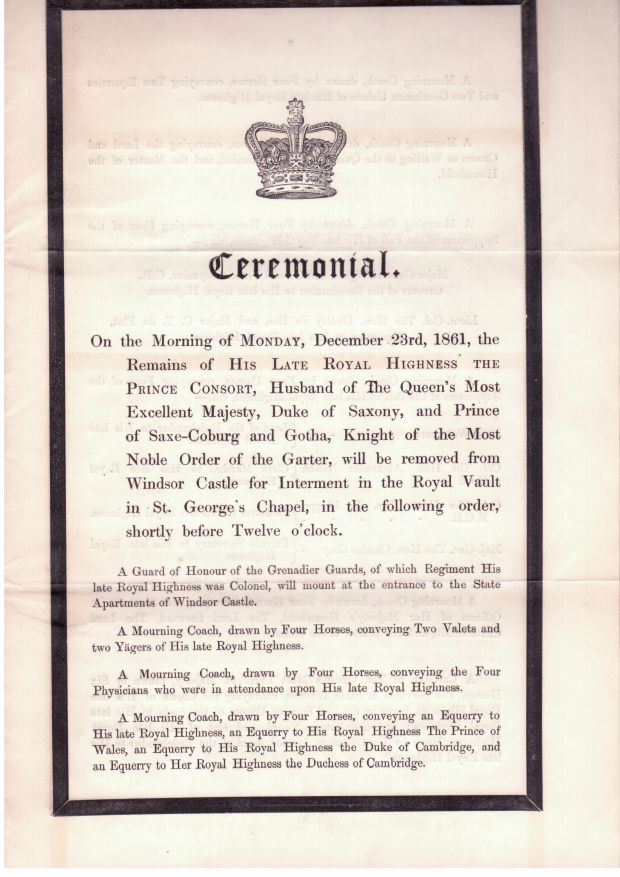 Ceremonial.
On the Morning of MONDAY, December 23rd, 1861, the
Remains of HIS LATE ROYAL HIGHNESS THE
PRINCE CONSORT, Husband of The Queen's Most
Excellent Majesty, Duke of Saxony, and Prince
of Saxe-Coburg and Gotha, Knight of the Most
Noble Order of the Garter, will be removed from
Windsor Castle for Interment in the Royal Vault
in St. George's Chapel, in the following order,
shortly before Twelve o'clock.
A Guard of Honour of the Grenadier Guards, of which Regiment His
late Royal Highness was Colonel, will mount at the entrance to the State
Apartments of Windsor Castle.
A Mourning Coach, drawn by Four Horses, conveying Two Valets and
two Yägers of His late Royal Highness.
A Mourning Coach, drawn by Four Horses, conveying the Four
Physicians who were in attendance upon His late Royal Highness.
A Mourning Coach, drawn by Four Horses, conveying an Equerry to
His late Royal Highness, an Equerry to His Royal Highness The Prince of
Wales, an Equerry to His Royal Highness the Duke of Cambridge, and
an Equerry to Her Royal Highness the Duchess of Cambridge.